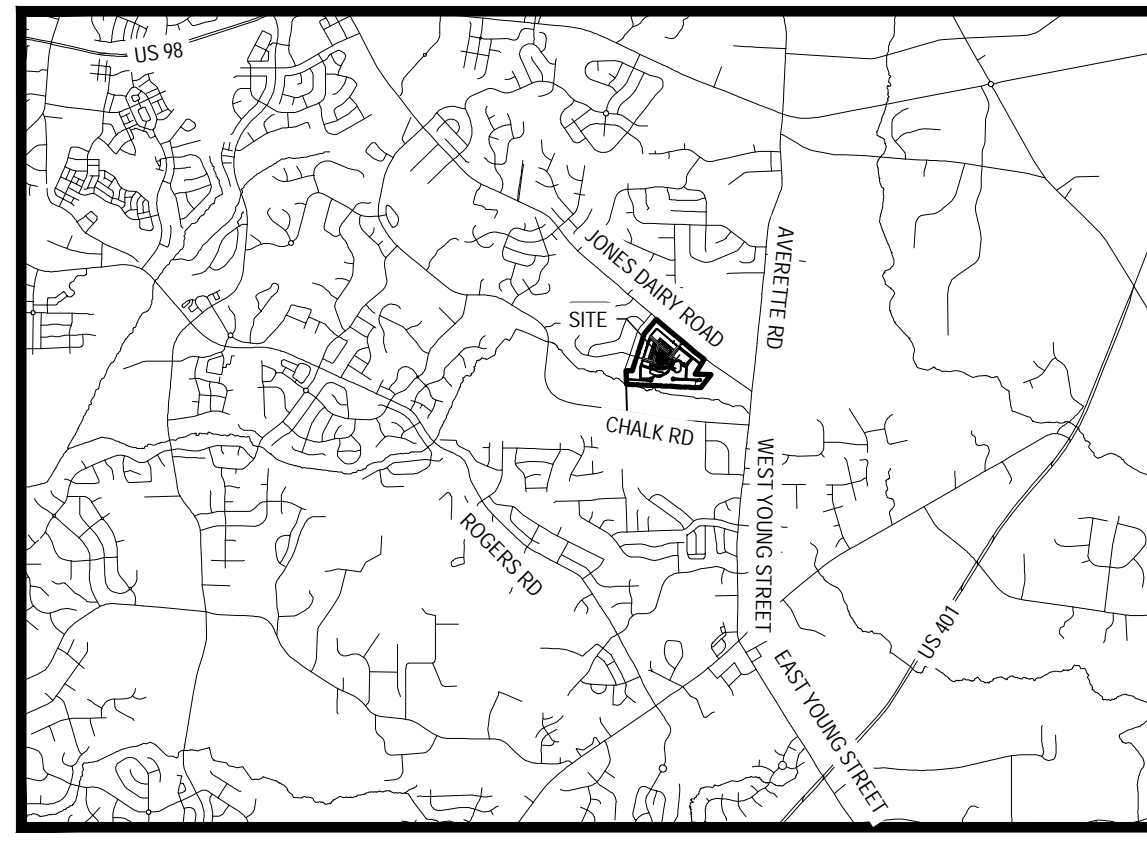 US 98
JONES DAIRY ROAD
AVERETTE RD
SITE
CHALK RD
WEST YOUNG STREET
ROGERS RD
US 401
EAST YOUNG STREET